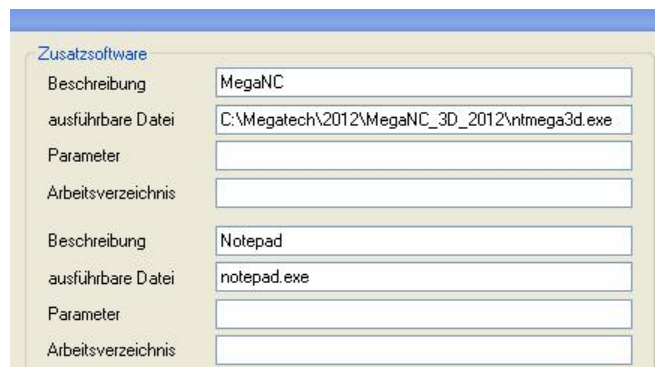 Zusatzsoftware
Beschreibung MegaNC
ausführbare Datei C:\Megatech\2012\MegaNC_3D_2012\ntmega3d.exe
Parameter
Arbeitsverzeichnis
Beschreibung Notepad
ausführbare Datei notepad.exe
Parameter
Arbeitsverzeichnis